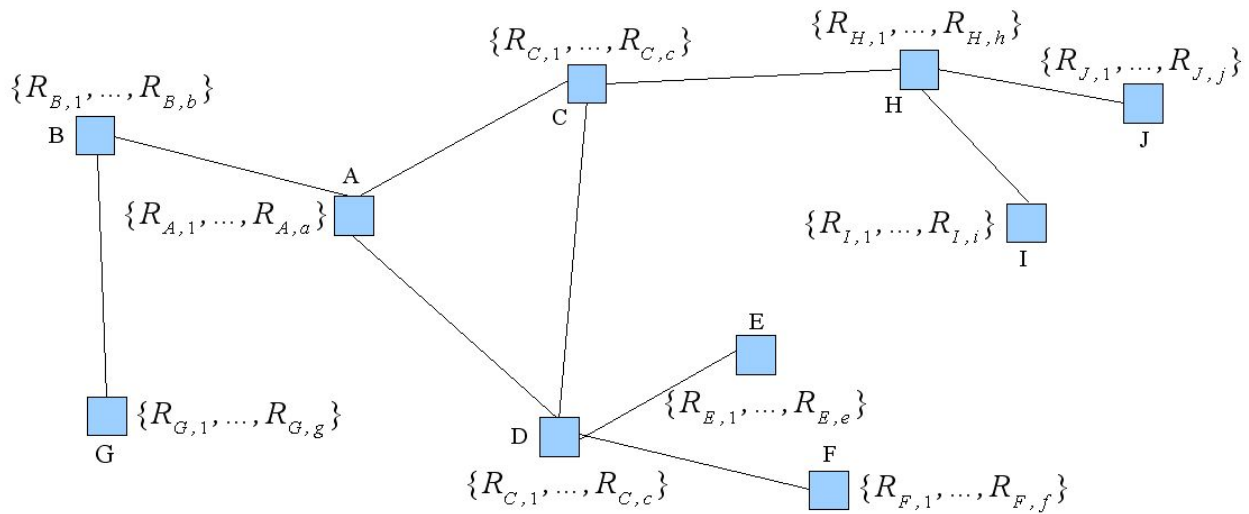 {R_{C,1}, ..., R_{C,c}}
{R_{H,1}, ..., R_{H,h}}
{R_{J,1}, ..., R_{J,j}}
{R_{B,1}, ..., R_{B,b}}
B
C
H
J
A
{R_{A,1}, ..., R_{A,a}}
{R_{I,1}, ..., R_{I,i}}
I
E
{R_{E,1}, ..., R_{E,e}}
{R_{G,1}, ..., R_{G,g}}
G
D
F
{R_{C,1}, ..., R_{C,c}}
{R_{F,1}, ..., R_{F,f}}